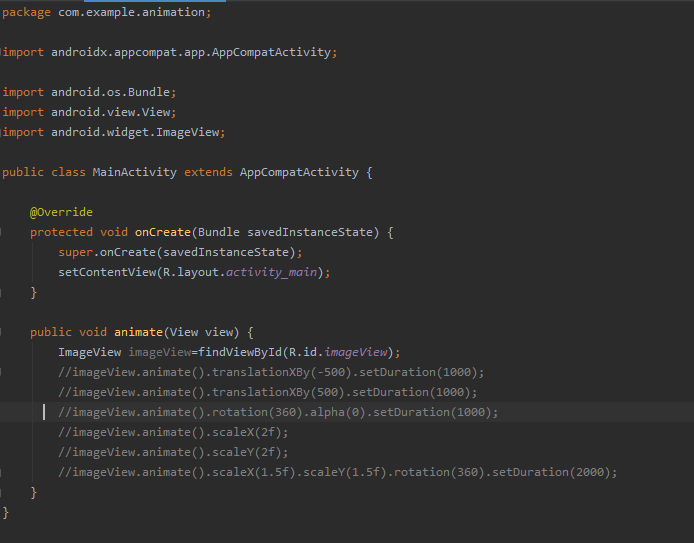 package com.example.animation;
import androidx.appcompat.app.AppCompatActivity;
import android.os.Bundle;
import android.view.View;
import android.widget.ImageView;
public class MainActivity extends AppCompatActivity {
@Override
protected void onCreate(Bundle savedInstanceState) {
super.onCreate(savedInstanceState);
setContentView(R.layout.activity_main);
}
public void animate(View view) {
ImageView imageView=findViewById(R.id.imageView);
//imageView.animate().translationXBy(-500).setDuration(1000);
//imageView.animate().translationXBy(500).setDuration(1000);
//imageView.animate().rotation(360).alpha(0).setDuration(1000);
//imageView.animate().scaleX(2f);
//imageView.animate().scaleY(2f);
//imageView.animate().scaleX(1.5f).scaleY(1.5f).rotation(360).setDuration(2000);
}
}